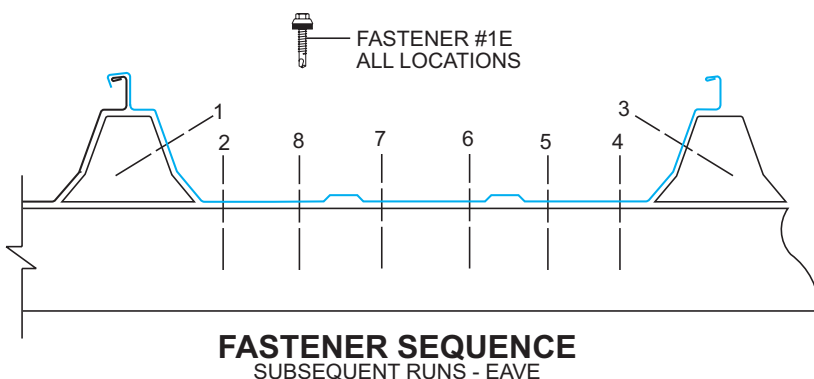 FASTENER #1E
ALL LOCATIONS
1
3
2
8
7
6
5
4
FASTENER SEQUENCE
SUBSEQUENT RUNS - EAVE